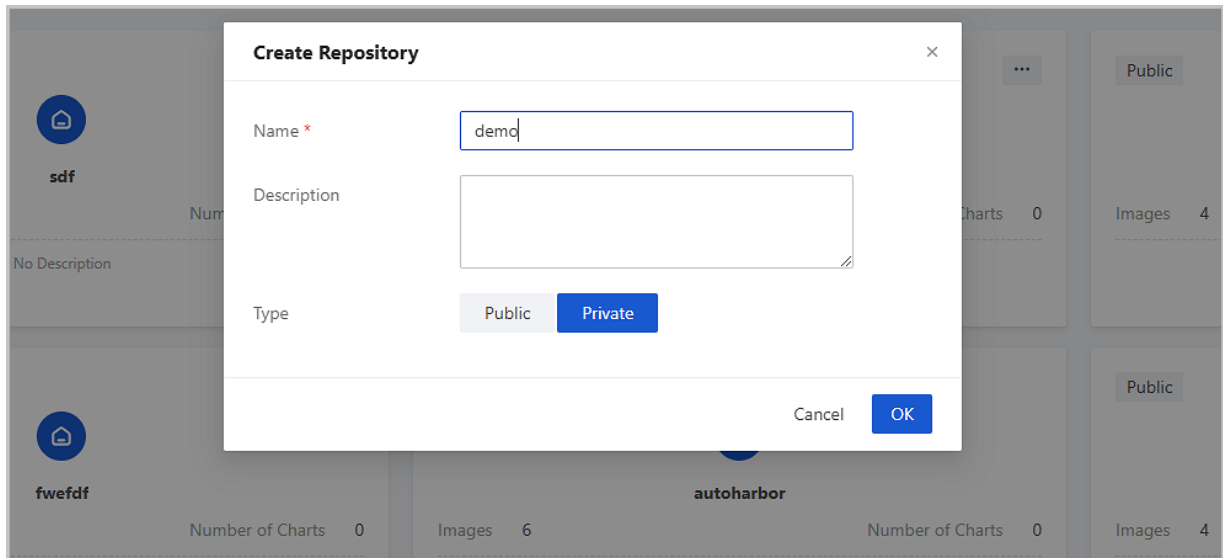 Create Repository ×
... Public
Name * demo
sdf
Description
Num Charts 0 Images 4
No Description
Type Public Private
Public
Cancel OK
fwefdf autoharbor
Number of Charts 0 Images 6 Number of Charts 0 Images 4